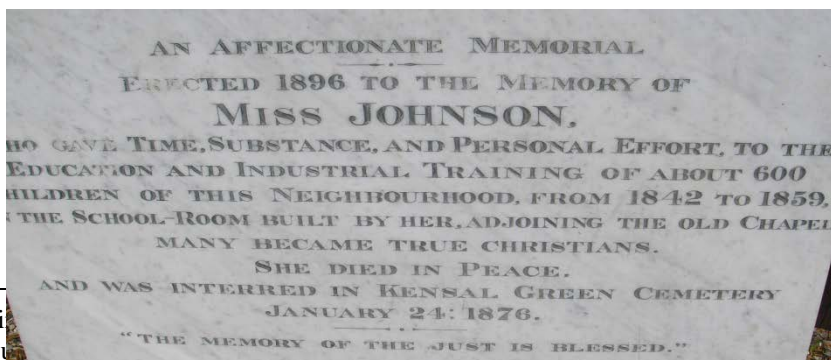 AN AFFECTIONATE MEMORIAL
ERECTED 1896 TO THE MEMORY OF
MISS JOHNSON,
HO GAVE TIME, SUBSTANCE, AND PERSONAL EFFORT, TO THE
EDUCATION AND INDUSTRIAL TRAINING OF ABOUT 600
HILDREN OF THIS NEIGHBOURHOOD, FROM 1842 TO 1859,
N THE SCHOOL-ROOM BUILT BY HER, ADJOINING THE OLD CHAPEL
MANY BECAME TRUE CHRISTIANS.
SHE DIED IN PEACE.
AND WAS INTERRED IN KENSAL GREEN CEMETERY
JANUARY 24: 1876.
"THE MEMORY OF THE JUST IS BLESSED."